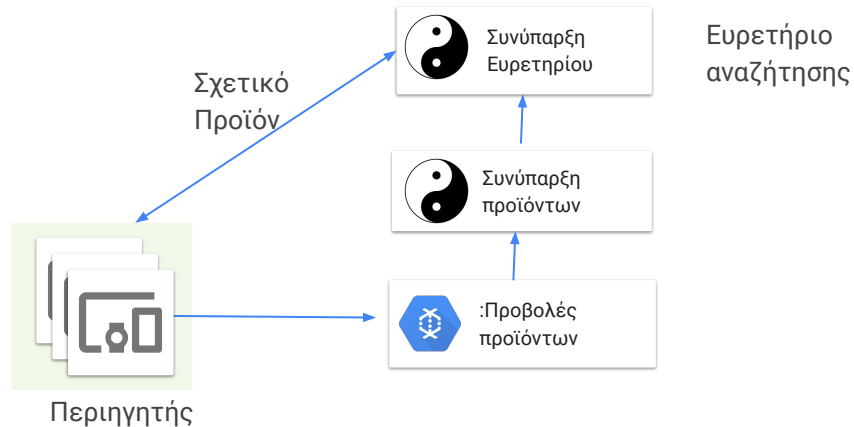 Συνύπαρξη
Ευρετηρίου
Ευρετήριο
αναζήτησης
Σχετικό
Προϊόν
Συνύπαρξη
προϊόντων
:Προβολές
προϊόντων
Περιηγητής